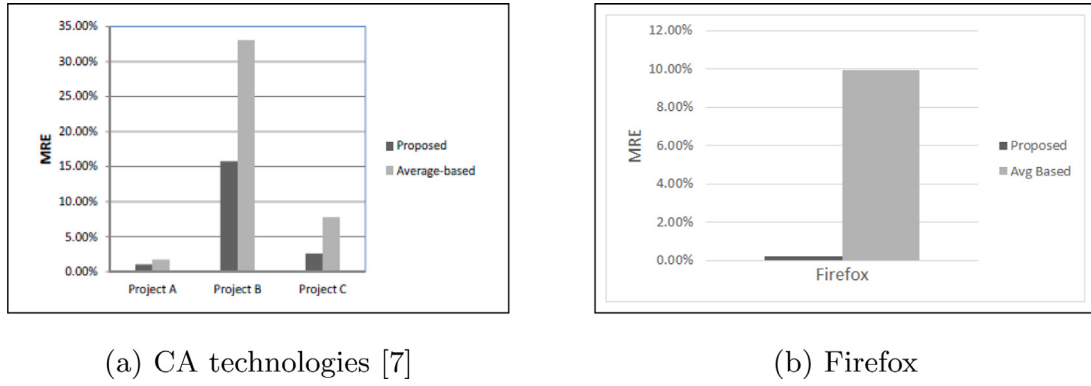 35.00%
30.00%
25.00%
20.00%
15.00%
10.00%
5.00%
0.00%
MRE
Project A Project B Project C
Proposed
Average-based
12.00%
10.00%
8.00%
6.00%
4.00%
2.00%
0.00%
MRE
Firefox
Proposed
Avg Based
(a) CA technologies [7]
(b) Firefox